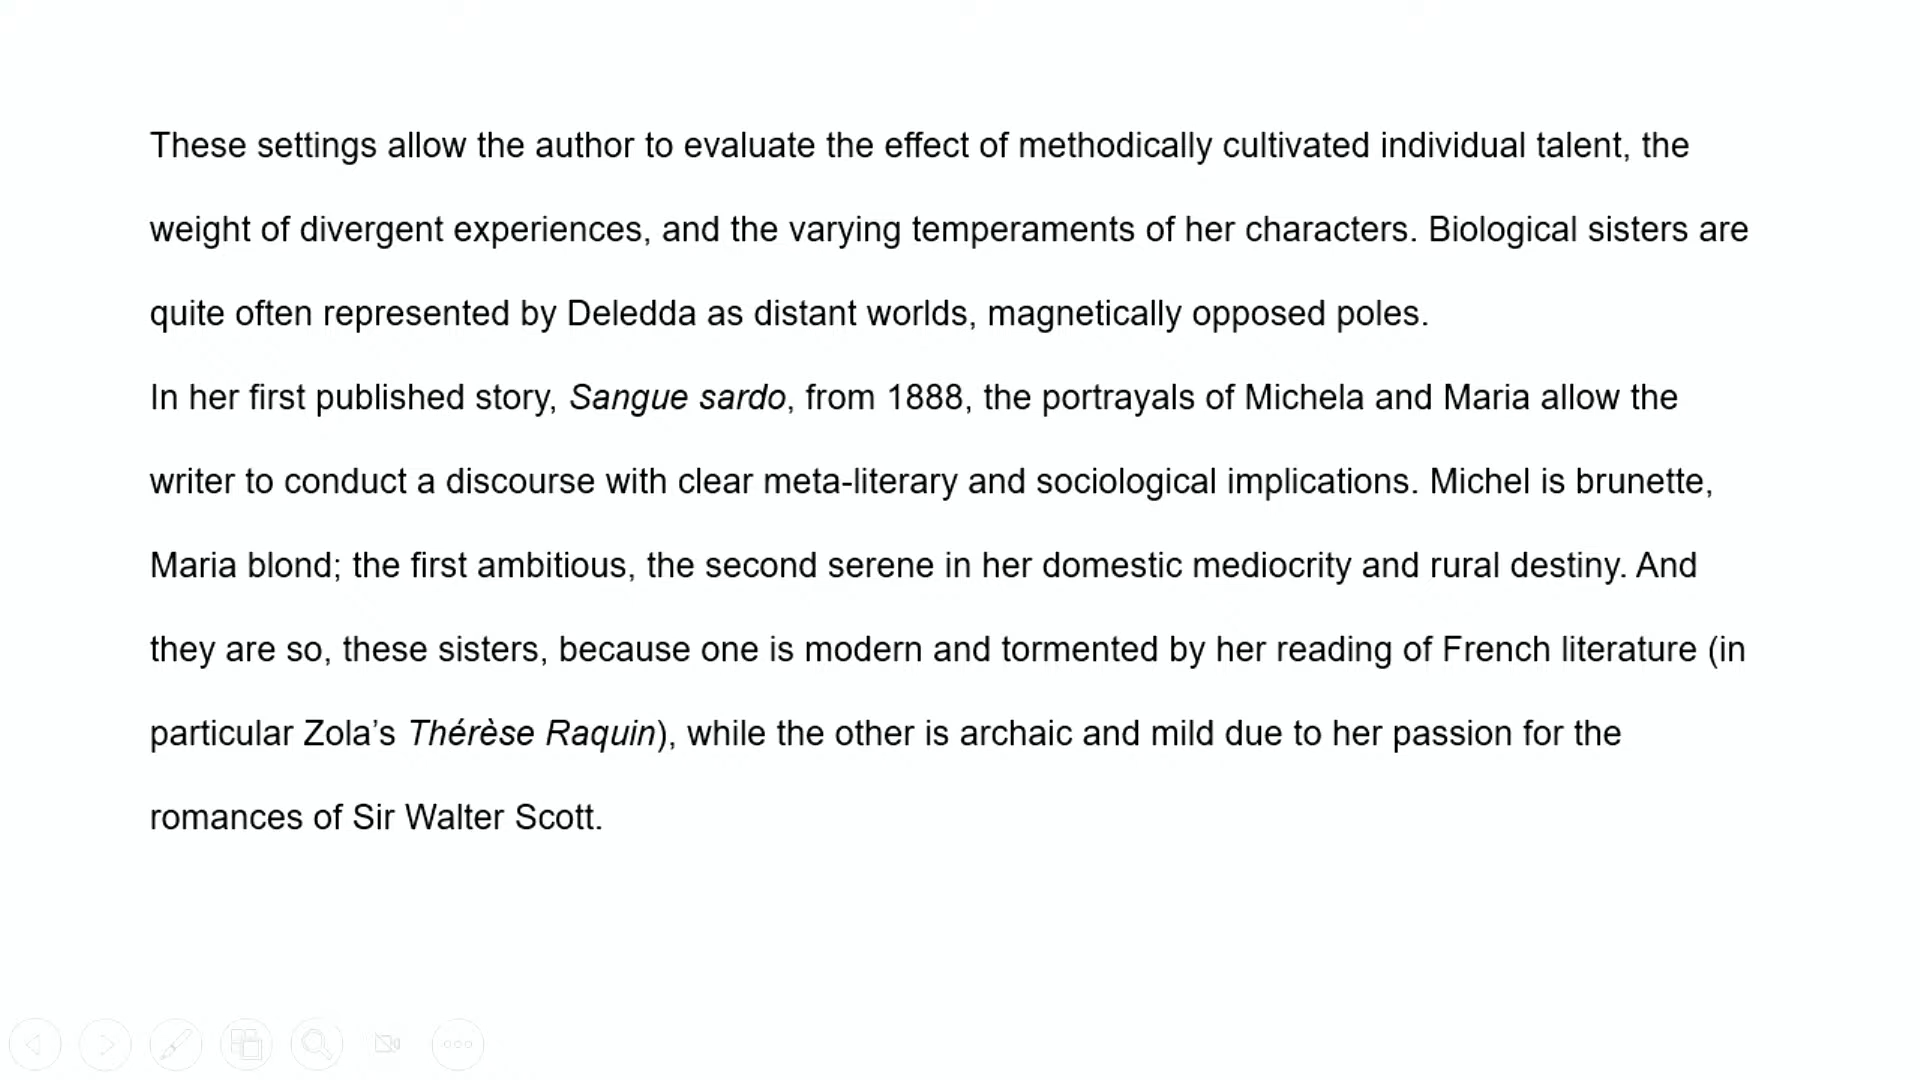 These settings allow the author to evaluate the effect of methodically cultivated individual talent, the
weight of divergent experiences, and the varying temperaments of her characters. Biological sisters are
quite often represented by Deledda as distant worlds, magnetically opposed poles.
In her first published story, Sangue sardo, from 1888, the portrayals of Michela and Maria allow the
writer to conduct a discourse with clear meta-literary and sociological implications. Michel is brunette,
Maria blond; the first ambitious, the second serene in her domestic mediocrity and rural destiny. And
they are so, these sisters, because one is modern and tormented by her reading of French literature (in
particular Zola’s Thérèse Raquin), while the other is archaic and mild due to her passion for the
romances of Sir Walter Scott.